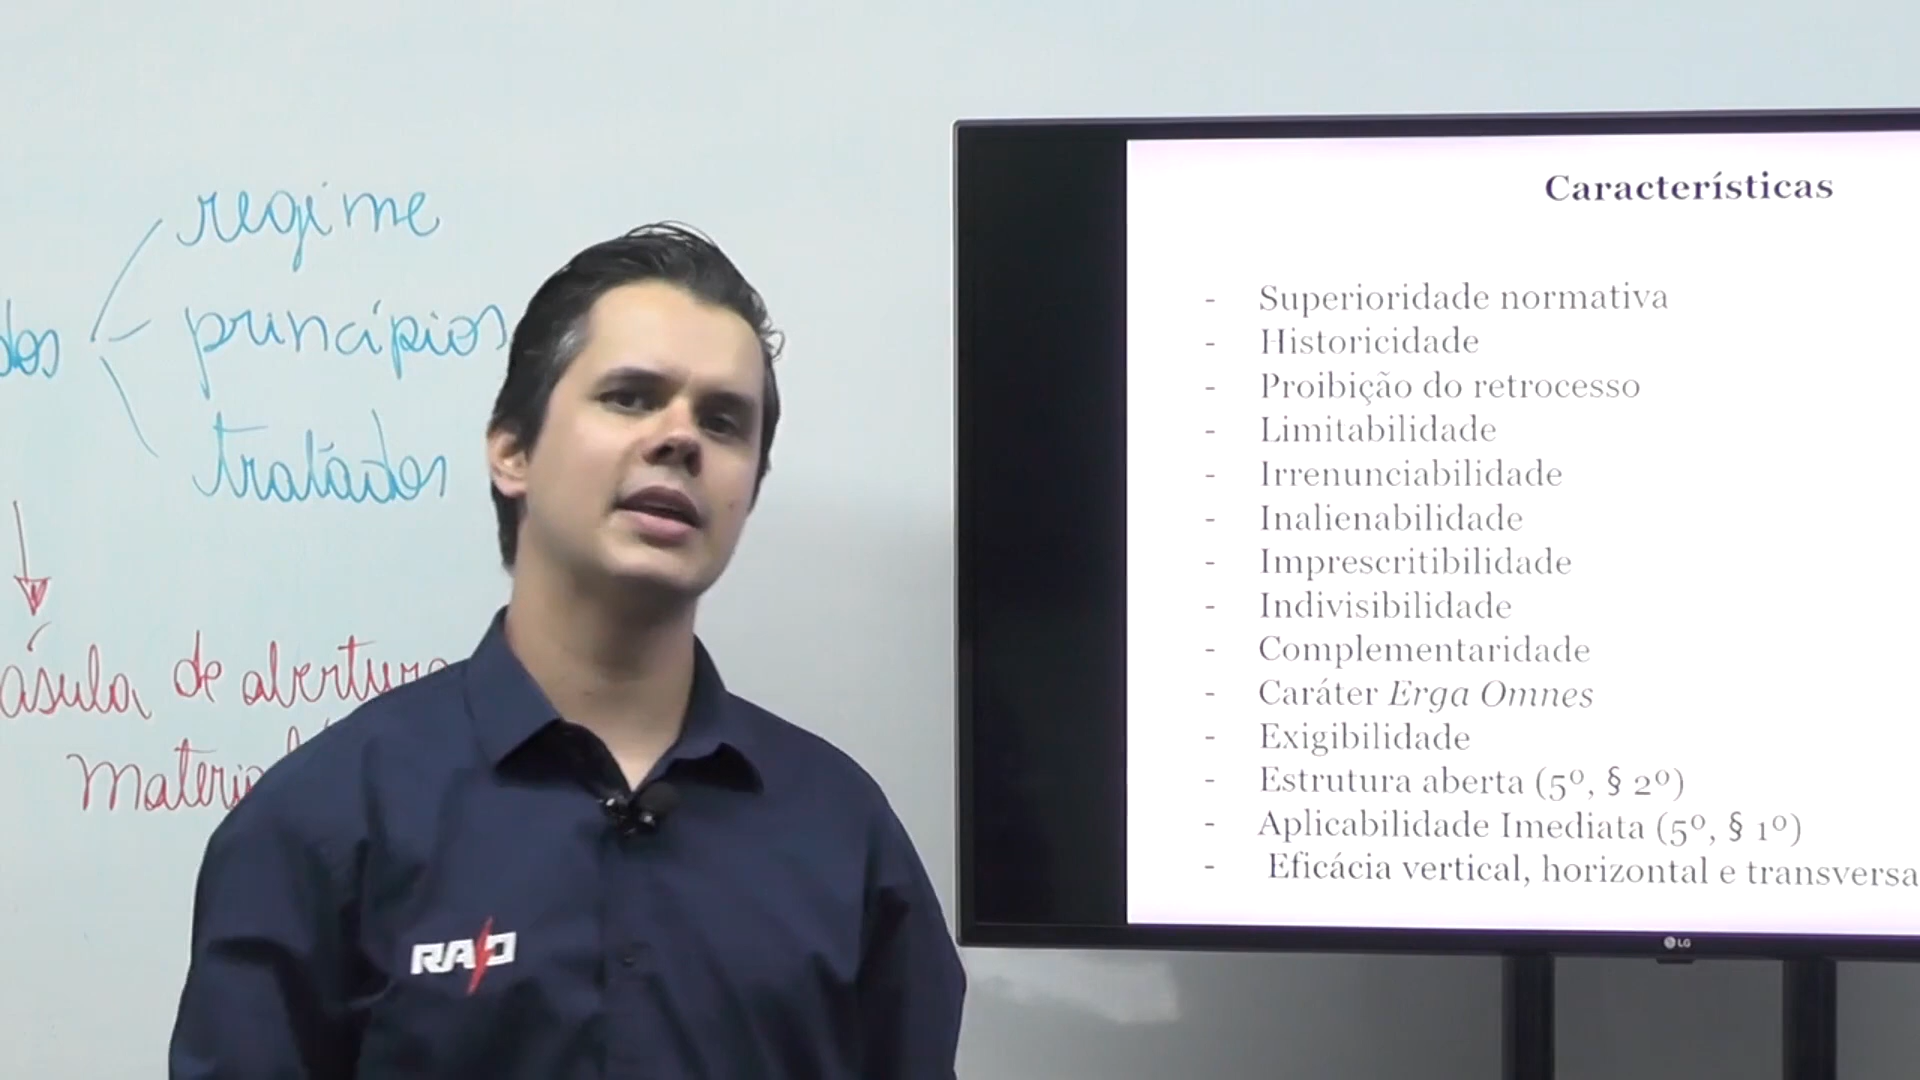 regime
princípios
tratados
de abertura
RAIO
Características
- Superioridade normativa
- Historicidade
- Proibição do retrocesso
- Limitabilidade
- Irrenunciabilidade
- Inalienabilidade
- Imprescritibilidade
- Indivisibilidade
- Complementaridade
- Caráter Erga Omnes
- Exigibilidade
- Estrutura aberta (5º, § 2º)
- Aplicabilidade Imediata (5º, § 1º)
- Eficácia vertical, horizontal e transversa
LG